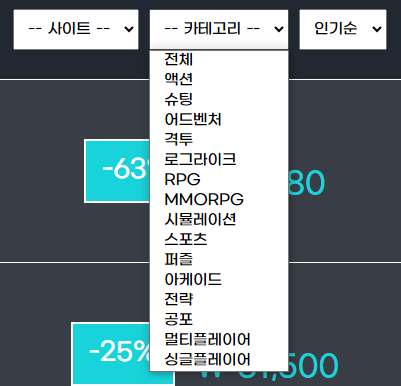 -- 사이트 -- -- 카테고리 -- 인기순
전체
액션
슈팅
어드벤처
격투
로그라이크
RPG
MMORPG
시뮬레이션
스포츠
퍼즐
아케이드
전략
공포
멀티플레이어
싱글플레이어
-63 80
-25% 500